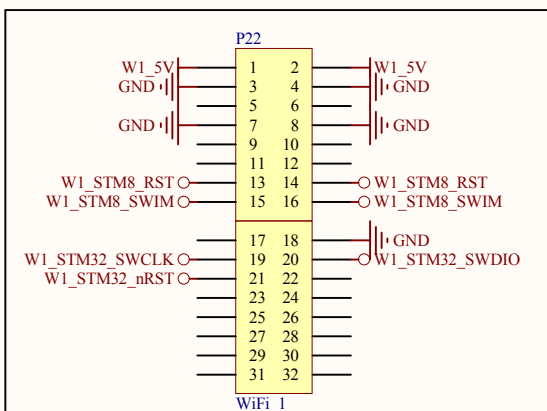 P22
W1_5V 1 2 W1_5V
GND 3 4 GND
5 6
GND 7 8 GND
9 10
11 12
W1_STM8_RST 13 14 W1_STM8_RST
W1_STM8_SWIM 15 16 W1_STM8_SWIM
17 18 GND
W1_STM32_SWCLK 19 20 W1_STM32_SWDIO
W1_STM32_nRST 21 22
23 24
25 26
27 28
29 30
31 32
WiFi_1